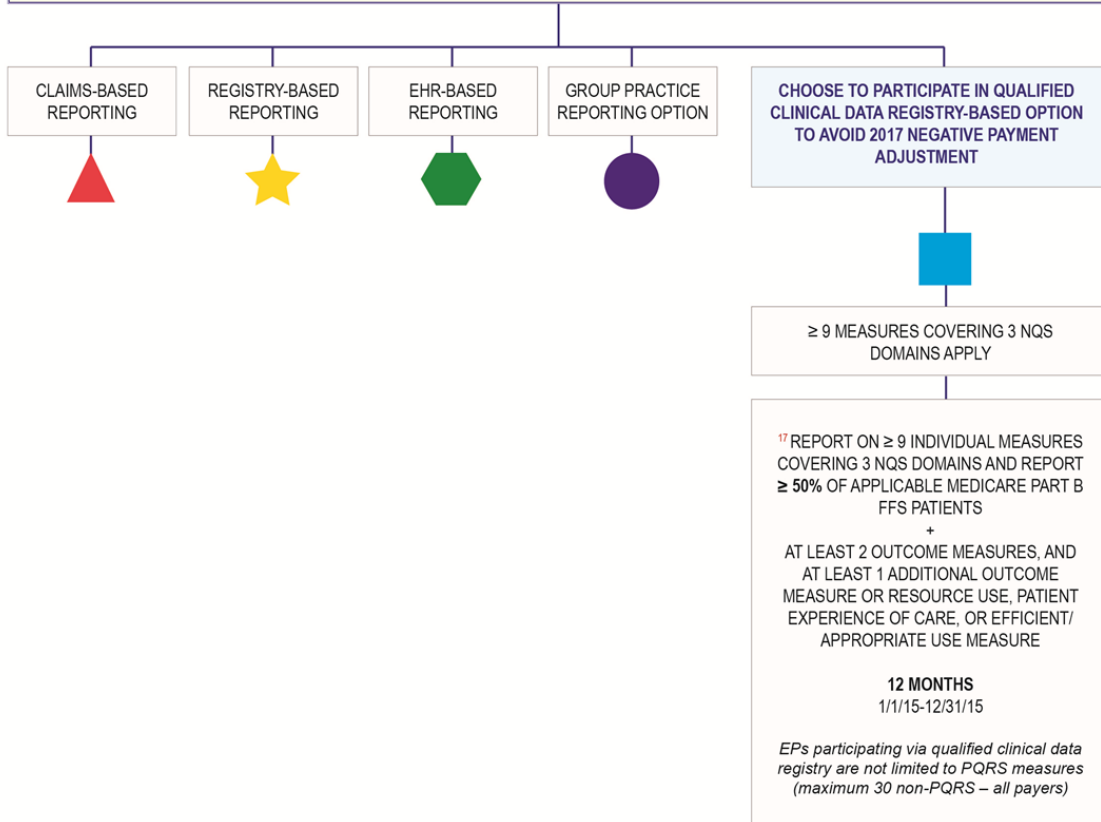 CLAIMS-BASED
REPORTING
REGISTRY-BASED
REPORTING
EHR-BASED
REPORTING
GROUP PRACTICE
REPORTING OPTION
CHOOSE TO PARTICIPATE IN QUALIFIED
CLINICAL DATA REGISTRY-BASED OPTION
TO AVOID 2017 NEGATIVE PAYMENT
ADJUSTMENT
≥ 9 MEASURES COVERING 3 NQS
DOMAINS APPLY
17 REPORT ON ≥ 9 INDIVIDUAL MEASURES
COVERING 3 NQS DOMAINS AND REPORT
≥ 50% OF APPLICABLE MEDICARE PART B
FFS PATIENTS
+
AT LEAST 2 OUTCOME MEASURES, AND
AT LEAST 1 ADDITIONAL OUTCOME
MEASURE OR RESOURCE USE, PATIENT
EXPERIENCE OF CARE, OR EFFICIENT/
APPROPRIATE USE MEASURE
12 MONTHS
1/1/15-12/31/15
EPs participating via qualified clinical data
registry are not limited to PQRS measures
(maximum 30 non-PQRS – all payers)